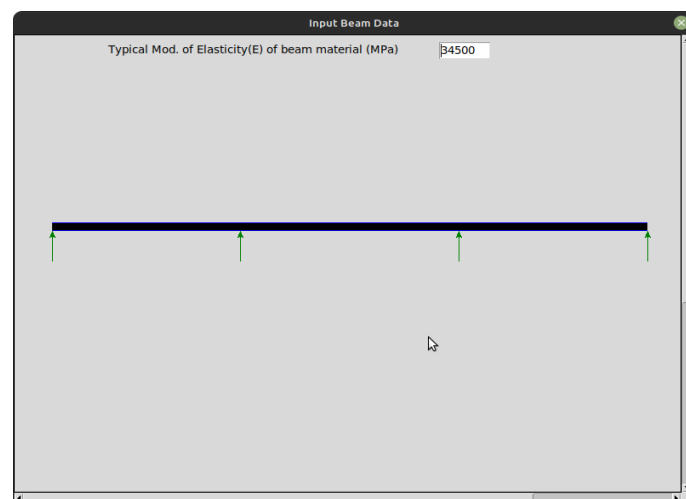 Input Beam Data
Typical Mod. of Elasticity(E) of beam material (MPa) 34500